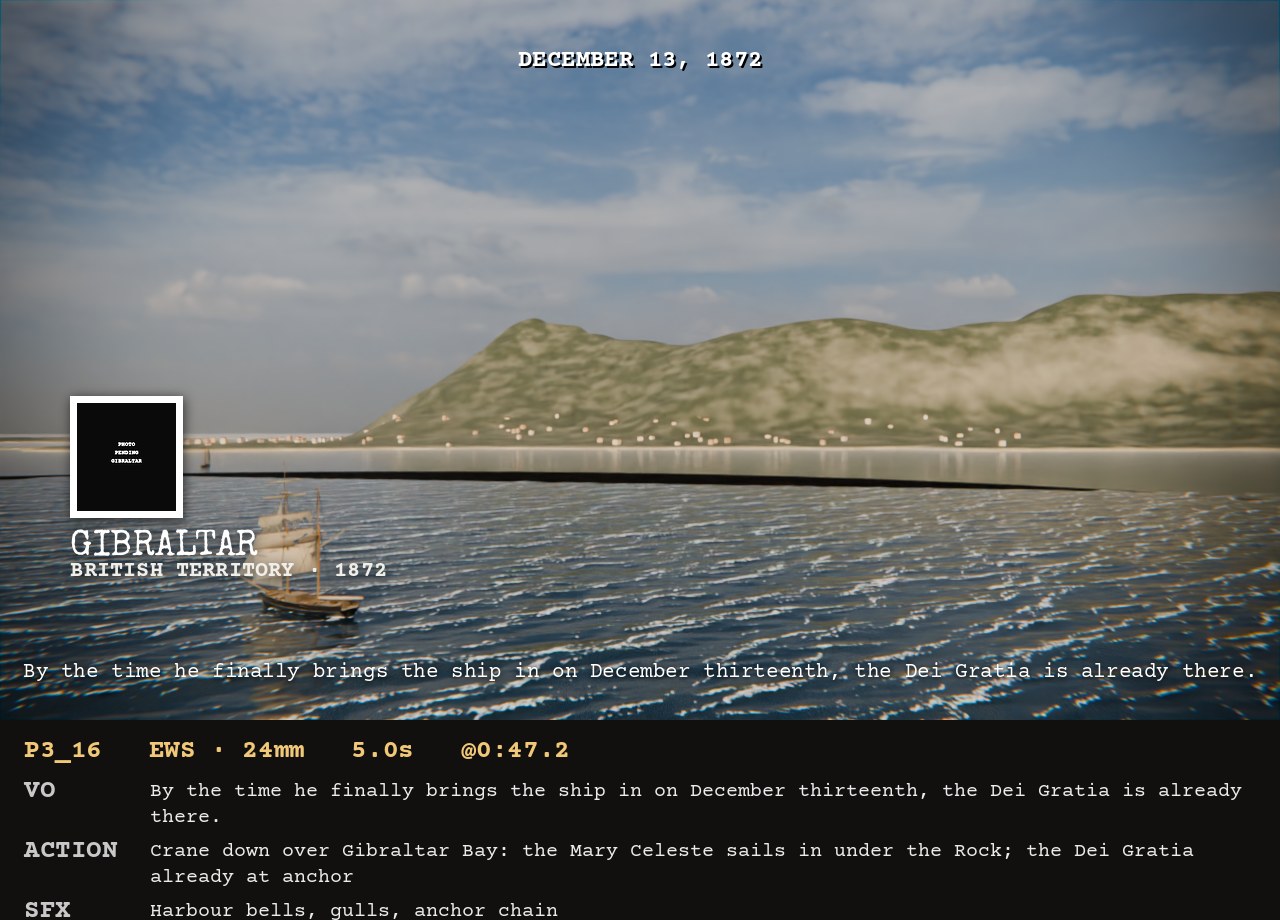 DECEMBER 13, 1872
PHOTO
PENDING
GIBRALTAR
GIBRALTAR
BRITISH TERRITORY · 1872
By the time he finally brings the ship in on December thirteenth, the Dei Gratia is already there.
P3_16 EWS · 24mm 5.0s @0:47.2
VO By the time he finally brings the ship in on December thirteenth, the Dei Gratia is already
there.
ACTION Crane down over Gibraltar Bay: the Mary Celeste sails in under the Rock; the Dei Gratia
already at anchor
SFX Harbour bells, gulls, anchor chain